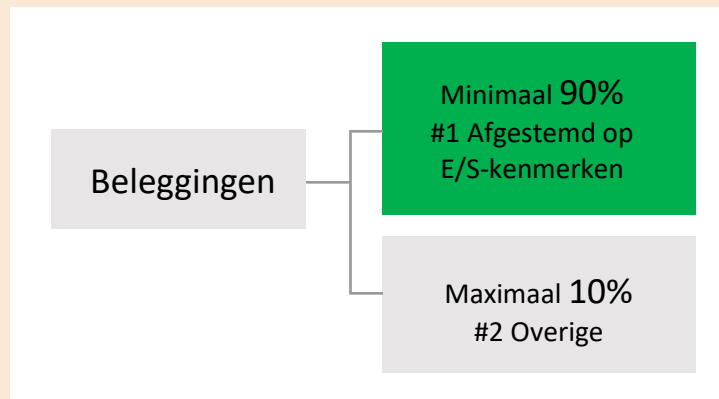 Beleggingen
Minimaal 90%
#1 Afgestemd op
E/S-kenmerken
Maximaal 10%
#2 Overige